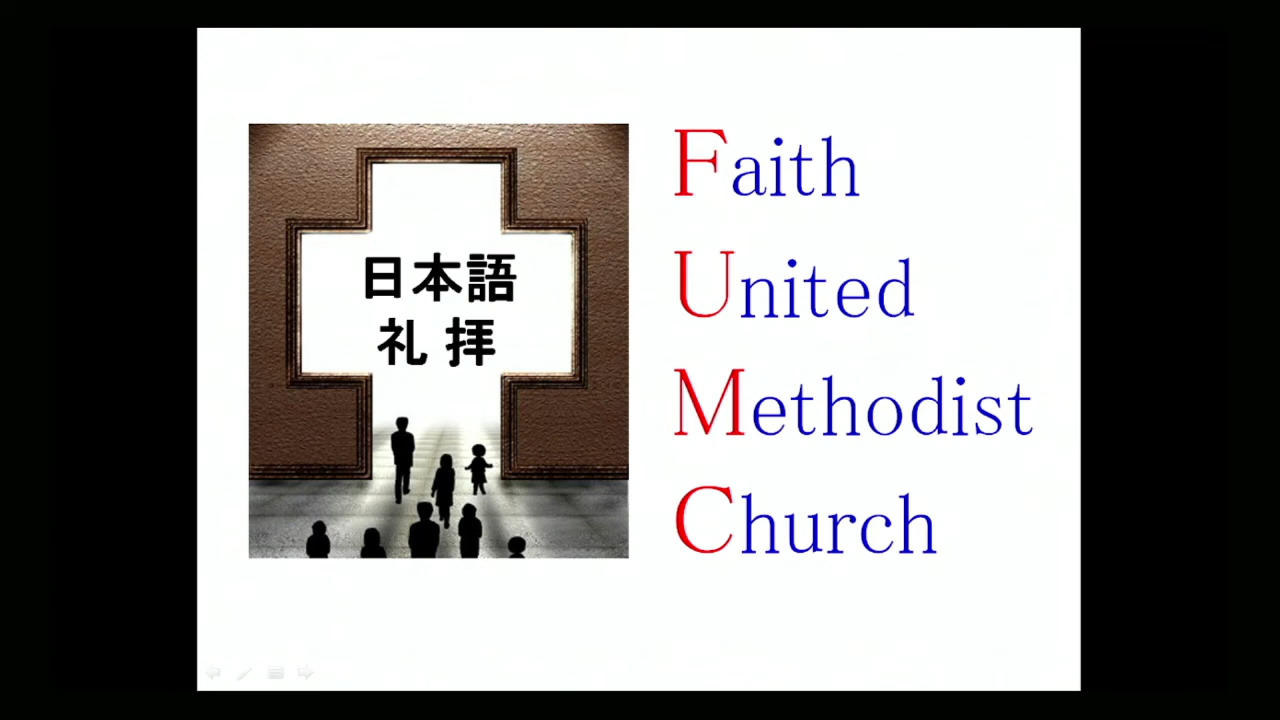 日本語
礼拝
Faith
United
Methodist
Church